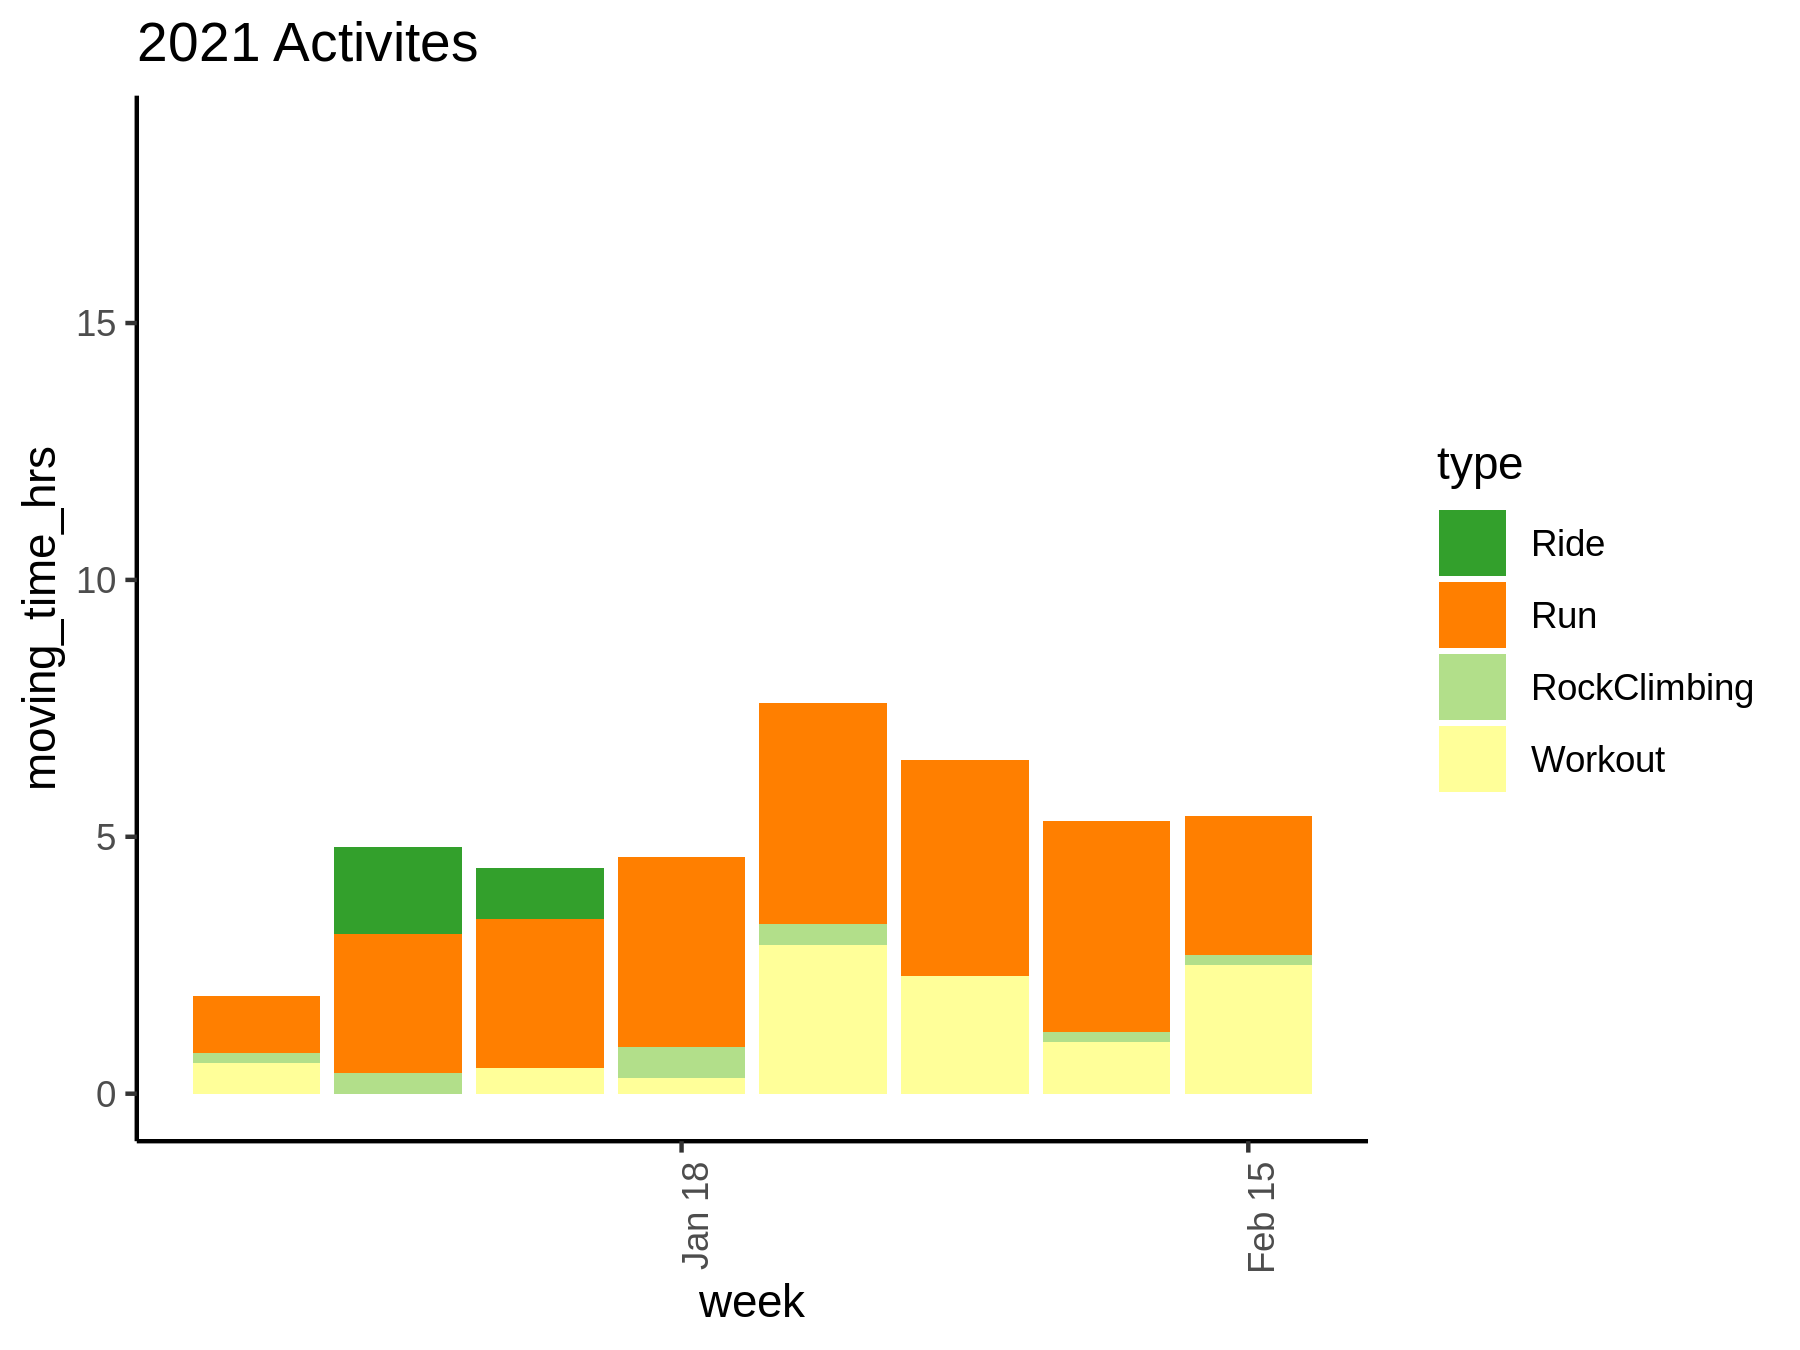 2021 Activites
moving_time_hrs
15
10
5
0
Jan 18
Feb 15
week
type
Ride
Run
RockClimbing
Workout